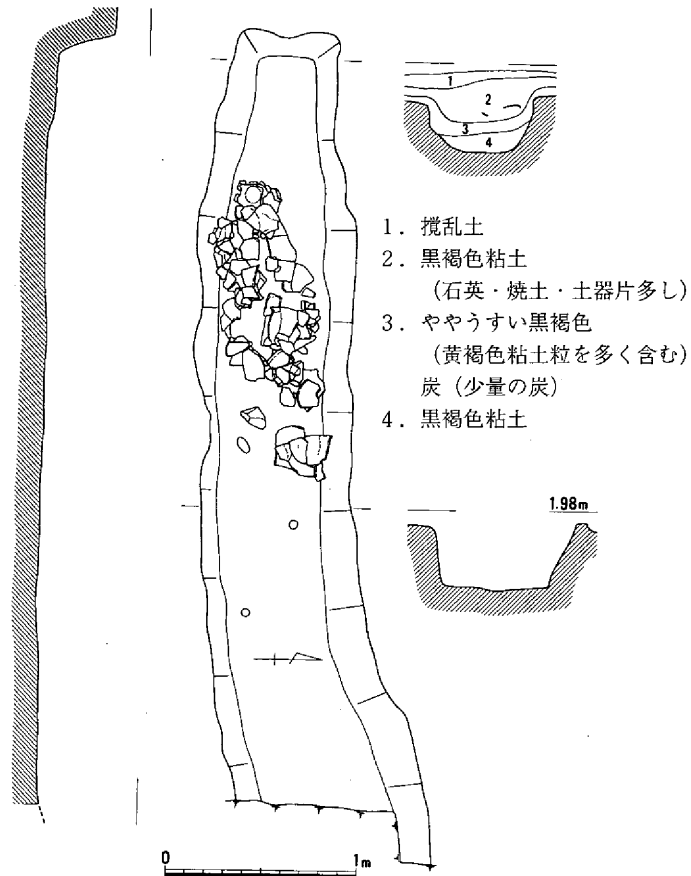 1
2
3
4
1. 攪乱土
2. 黒褐色粘土
(石英・焼土・土器片多し)
3. ややうすい黒褐色
(黄褐色粘土粒を多く含む)
炭(少量の炭)
4. 黒褐色粘土
1.98m
0 1m